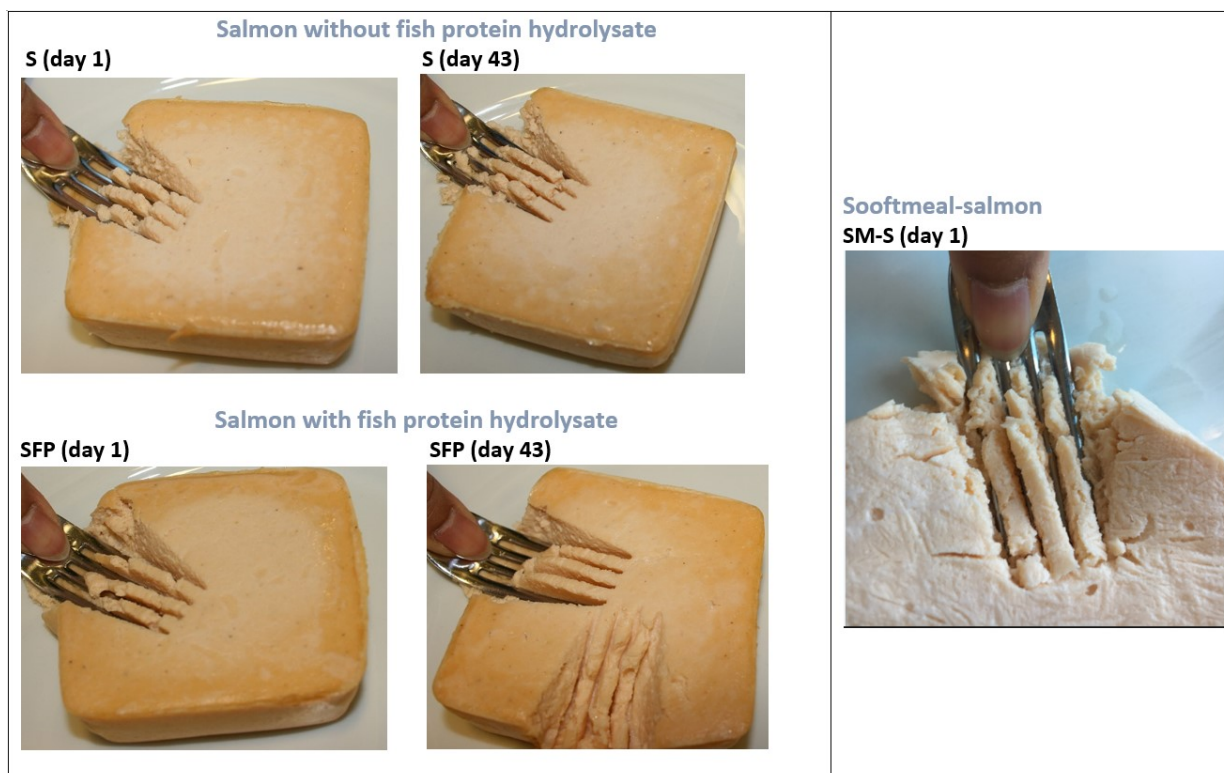 Salmon without fish protein hydrolysate
S (day 1)
S (day 43)
Salmon with fish protein hydrolysate
SFP (day 1)
SFP (day 43)
Sooftmeal-salmon
SM-S (day 1)